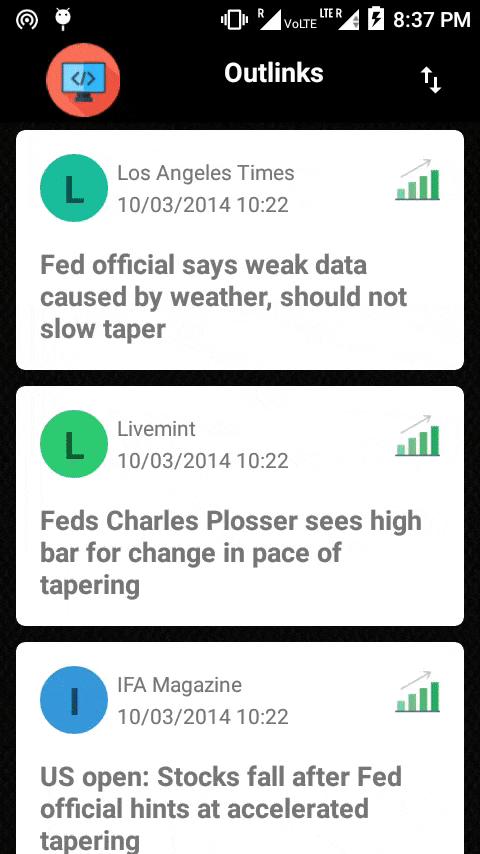 R VoLTE LTE R 8:37 PM
</> Outlinks
L Los Angeles Times
10/03/2014 10:22
Fed official says weak data
caused by weather, should not
slow taper
L Livemint
10/03/2014 10:22
Feds Charles Plosser sees high
bar for change in pace of
tapering
I IFA Magazine
10/03/2014 10:22
US open: Stocks fall after Fed
official hints at accelerated
tapering